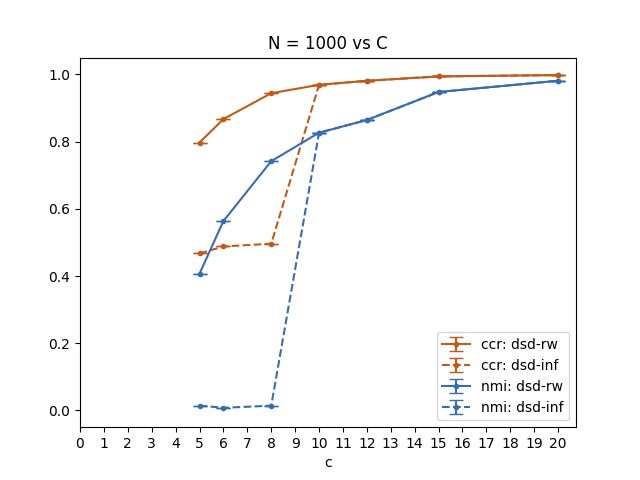 N = 1000 vs C
1.0
0.8
0.6
0.4
0.2
0.0
0 1 2 3 4 5 6 7 8 9 10 11 12 13 14 15 16 17 18 19 20
c
ccr: dsd-rw
ccr: dsd-inf
nmi: dsd-rw
nmi: dsd-inf